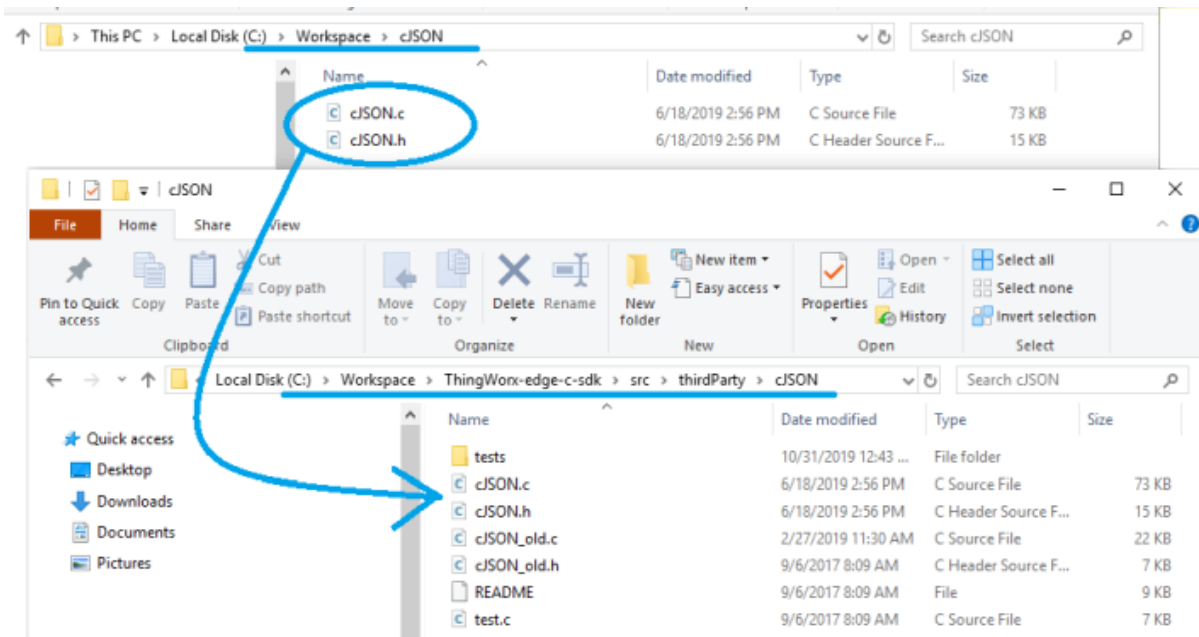 This PC > Local Disk (C:) > Workspace > cJSON
Search cJSON
Name Date modified Type Size
cJSON.c 6/18/2019 2:56 PM C Source File 73 KB
cJSON.h 6/18/2019 2:56 PM C Header Source F... 15 KB
cJSON
File Home Share View
Pin to Quick access
Copy
Paste
Cut
Copy path
Paste shortcut
Move to
Copy to
Delete
Rename
New folder
New item
Easy access
Properties
Open
Edit
History
Select all
Select none
Invert selection
Clipboard Organize New Open Select
Local Disk (C:) > Workspace > ThingWorx-edge-c-sdk > src > thirdParty > cJSON
Search cJSON
Quick access
Desktop
Downloads
Documents
Pictures
Name Date modified Type Size
tests 10/31/2019 12:43 ... File folder
cJSON.c 6/18/2019 2:56 PM C Source File 73 KB
cJSON.h 6/18/2019 2:56 PM C Header Source F... 15 KB
cJSON_old.c 2/27/2019 11:30 AM C Source File 22 KB
cJSON_old.h 9/6/2017 8:09 AM C Header Source F... 7 KB
README 9/6/2017 8:09 AM File 9 KB
test.c 9/6/2017 8:09 AM C Source File 7 KB